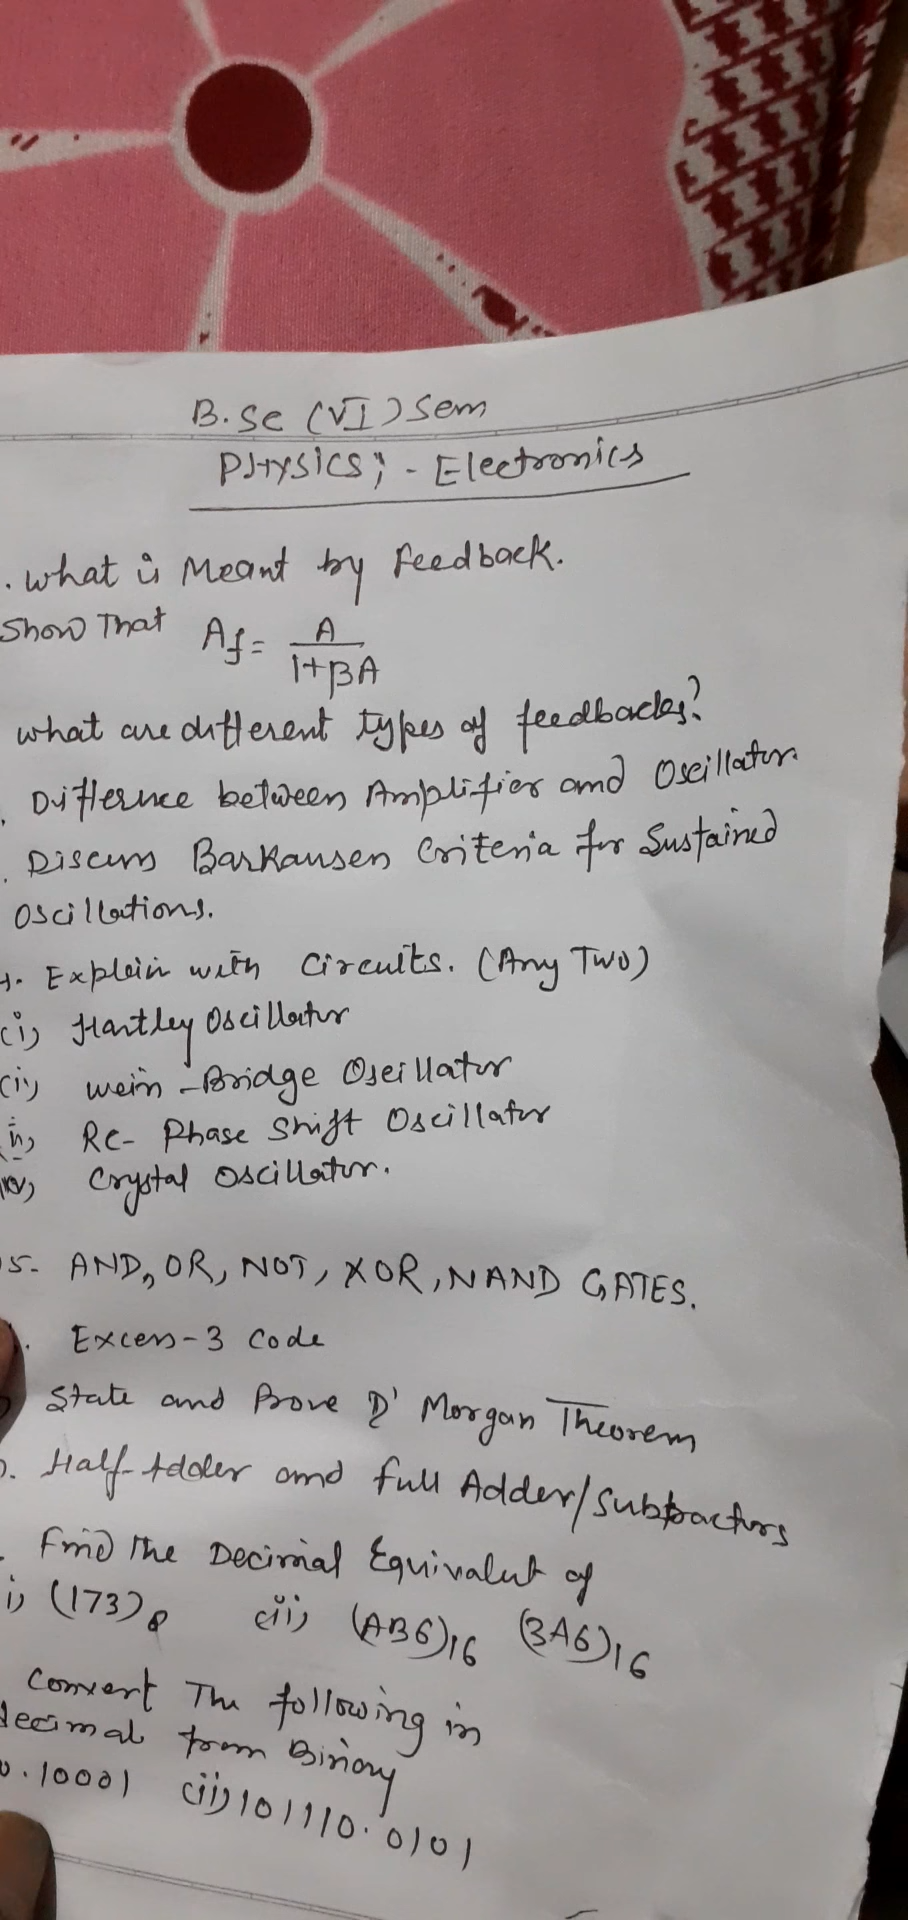 B.Sc (VI) Sem
PHysics; - Electronics
. what is Meant by Feedback.
Show That Af = A / 1+βA
what are different types of feedbacks?
. Differnce between Amplifier and Oscillator.
. Discuss Barkausen Criteria for Sustained
Oscillations.
4. Explain with Circuits. (Any Two)
(i) Hartley Oscillator
(ii) wein-Bridge Oscillator
iii) RC- Phase Shift Oscillator
iv) Crystal Oscillator.
5- AND, OR, NOT, XOR, NAND GATES.
. Excess-3 Code
State and Prove D' Morgan Theorem
. Half-Adder and full Adder/Subtractors
. Find The Decimal Equivalent of
i) (173)8 (ii) (AB6)16 (3A6)16
Convert The following in
decimal from Binary
0.10001 (ii) 101110.0101